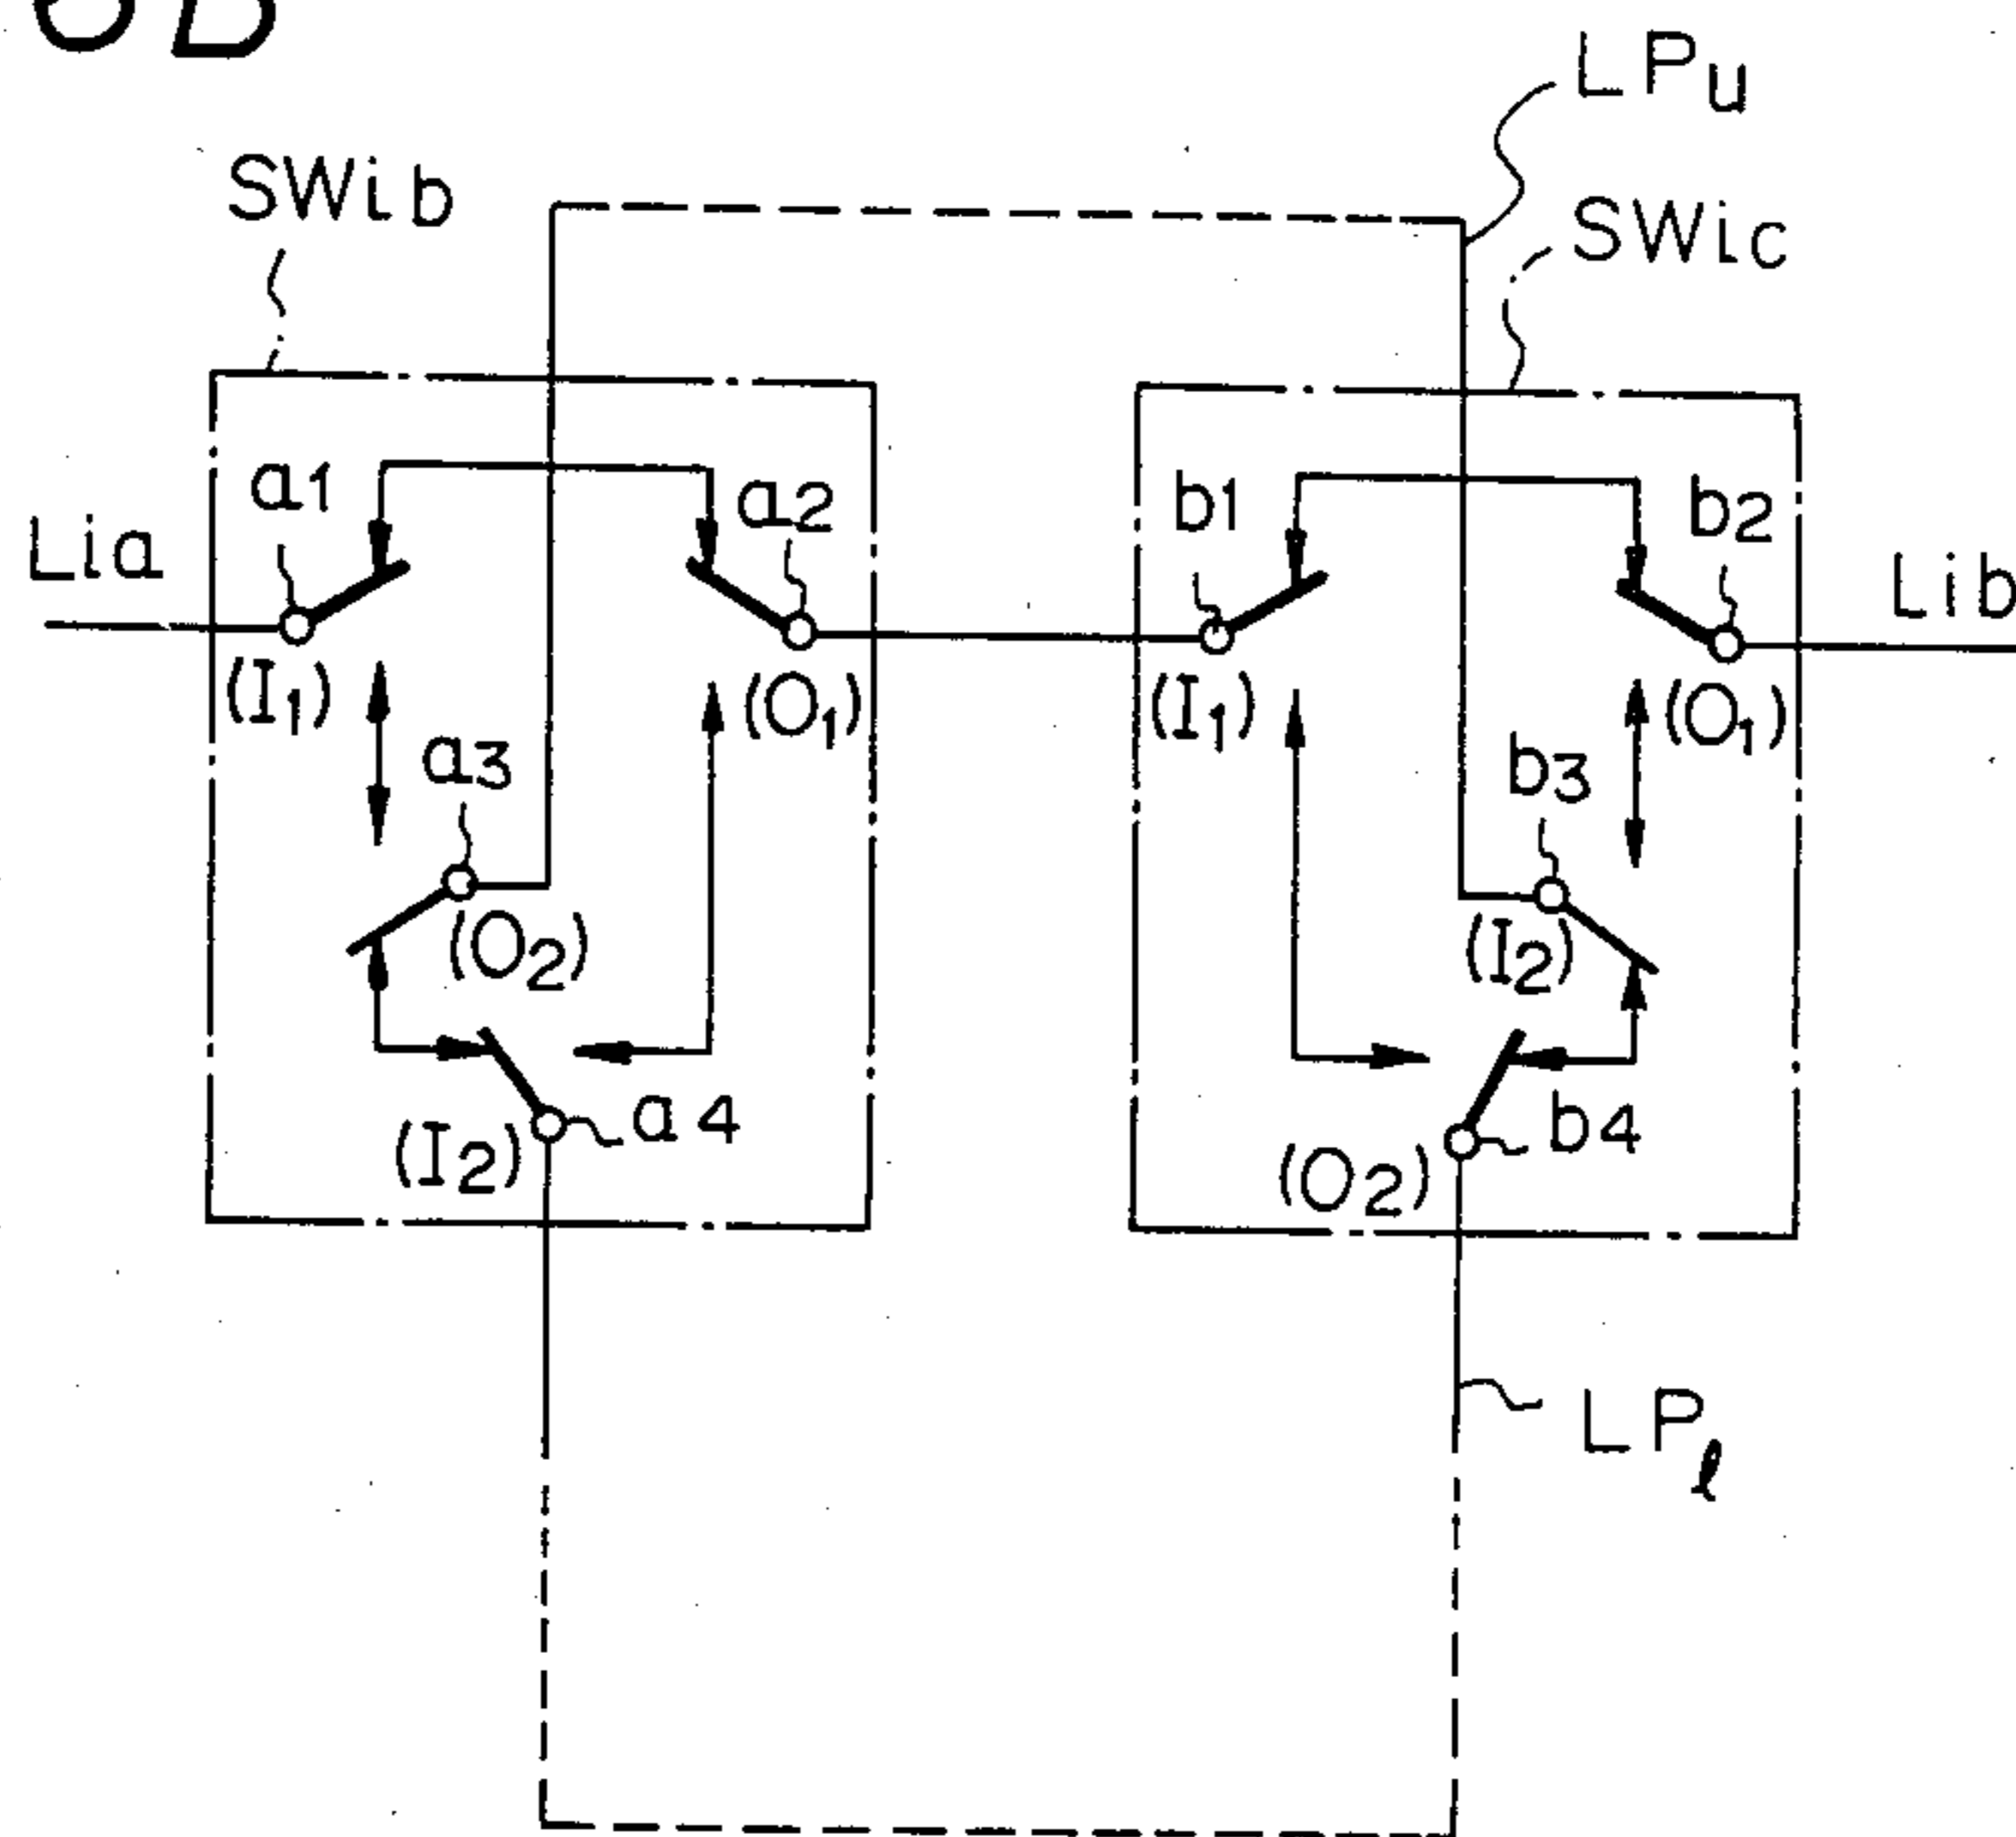 LPu
SWib
SWic
a1
a2
b1
b2
Lia
Lib
(I1)
(O1)
(I1)
(O1)
a3
b3
(O2)
(I2)
a4
b4
(I2)
(O2)
LPℓ